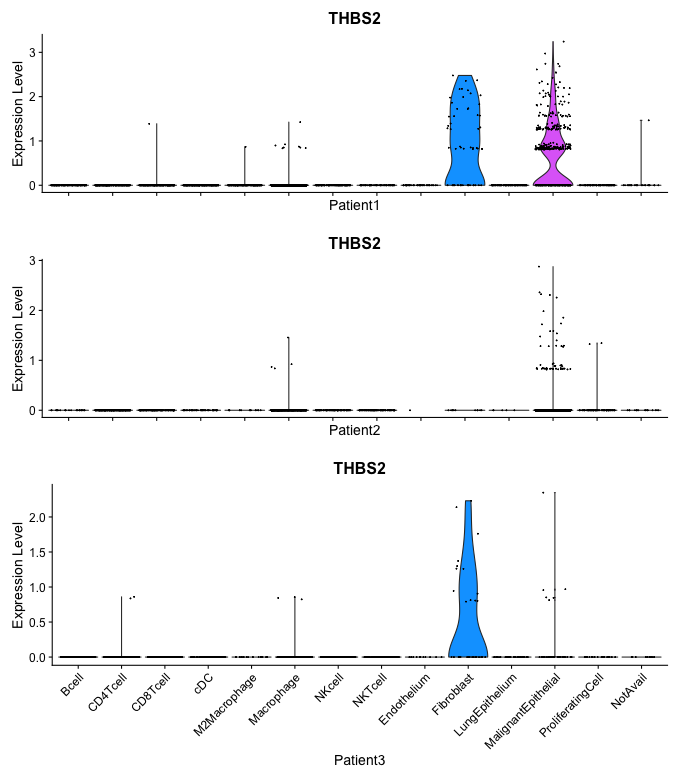 THBS2
Expression Level
3
2
1
0
Patient1
THBS2
Expression Level
3
2
1
0
Patient2
THBS2
Expression Level
2.0
1.5
1.0
0.5
0.0
Bcell
CD4Tcell
CD8Tcell
cDC
M2Macrophage
Macrophage
NKcell
NKTcell
Endothelium
Fibroblast
LungEpithelium
MalignantEpithelial
ProliferatingCell
NotAvail
Patient3